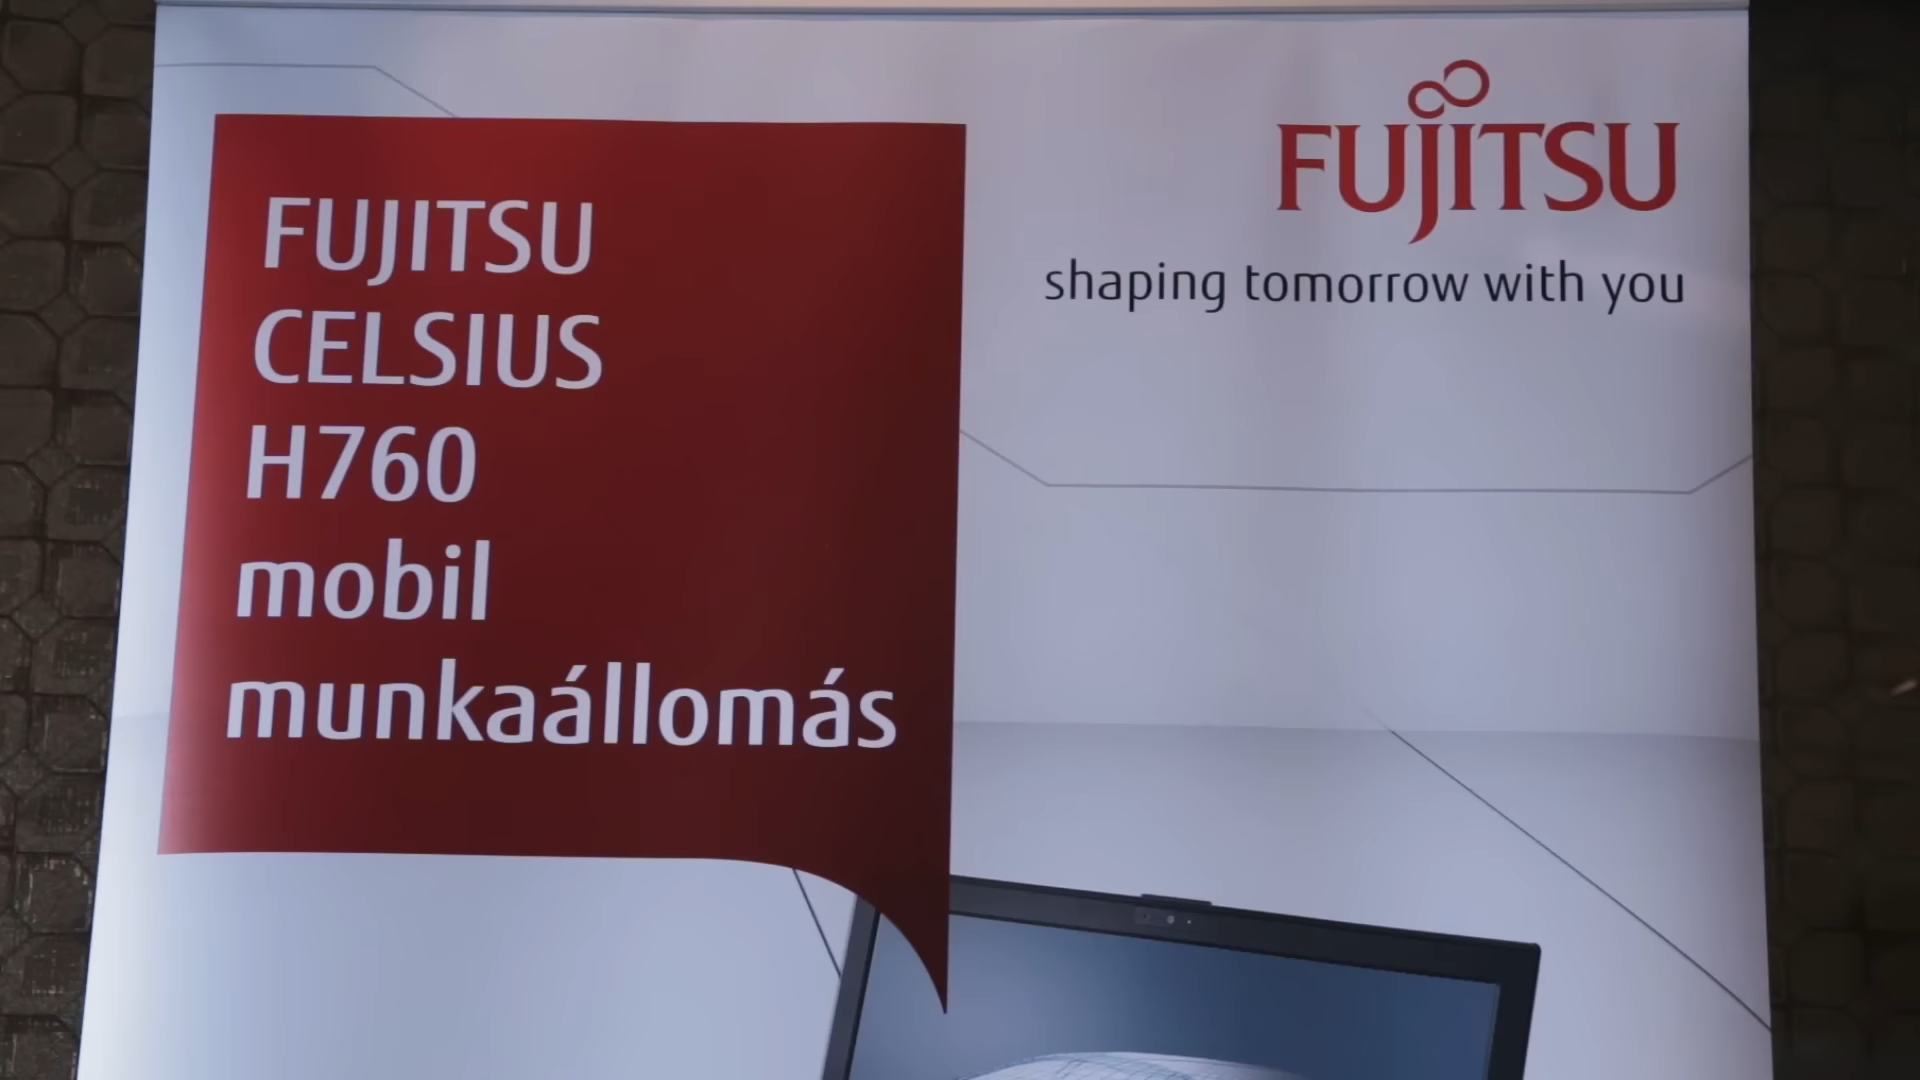 FUJITSU
CELSIUS
H760
mobil
munkaállomás
FUJITSU
shaping tomorrow with you